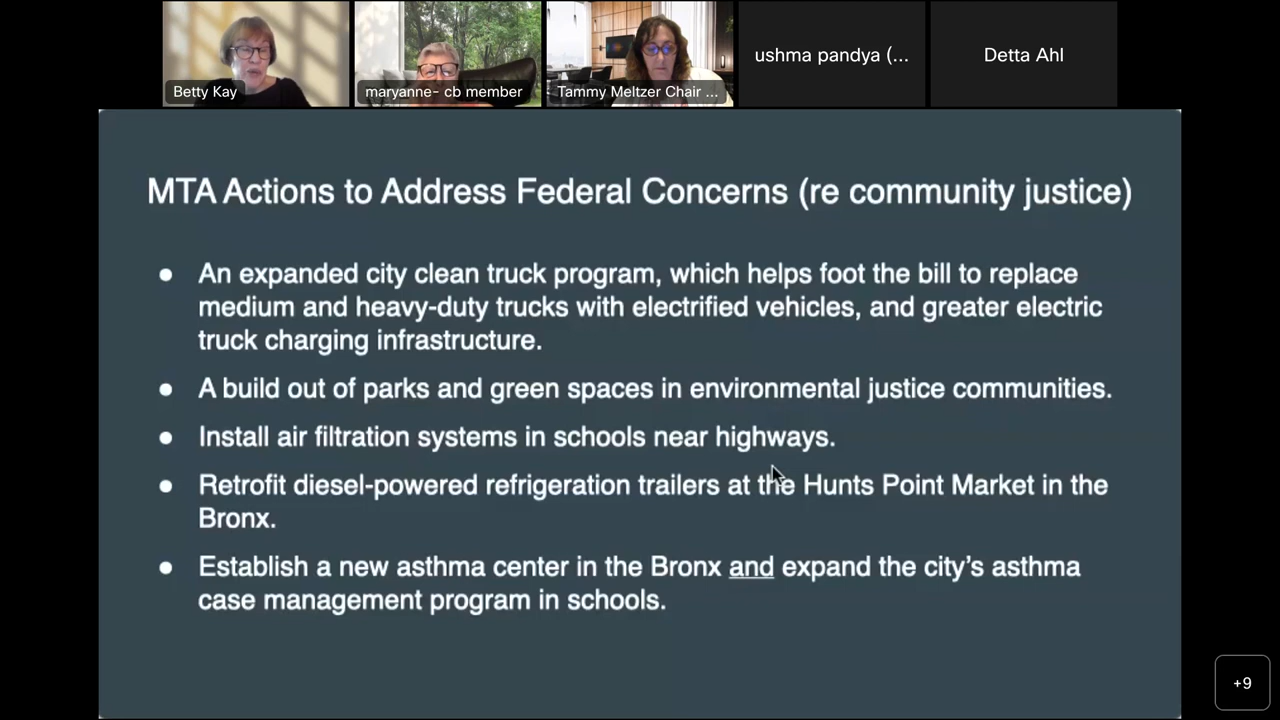 Betty Kay
maryanne- cb member
Tammy Meltzer Chair ...
ushma pandya (...
Detta Ahl
MTA Actions to Address Federal Concerns (re community justice)
● An expanded city clean truck program, which helps foot the bill to replace
medium and heavy-duty trucks with electrified vehicles, and greater electric
truck charging infrastructure.
● A build out of parks and green spaces in environmental justice communities.
● Install air filtration systems in schools near highways.
● Retrofit diesel-powered refrigeration trailers at the Hunts Point Market in the
Bronx.
● Establish a new asthma center in the Bronx and expand the city’s asthma
case management program in schools.
+9